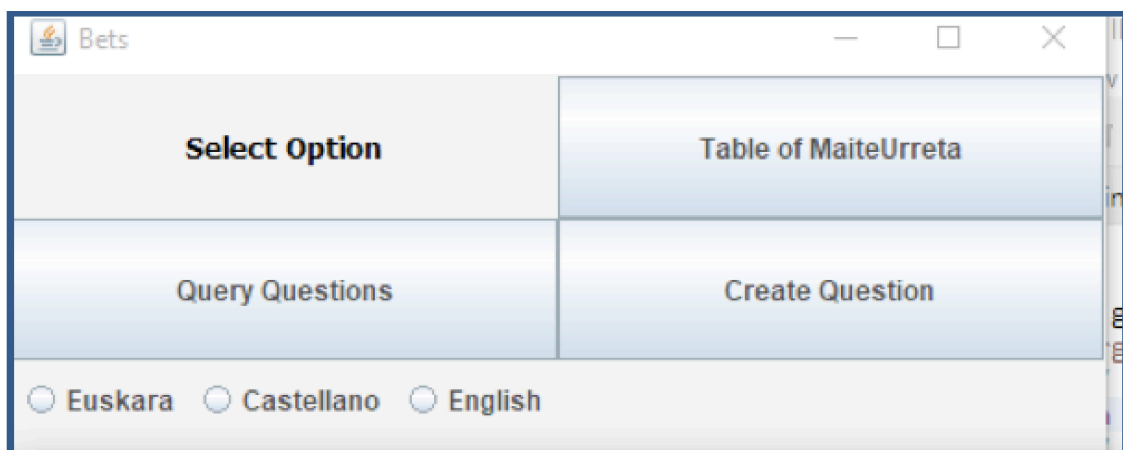 Bets
Select Option
Table of MaiteUrreta
Query Questions
Create Question
Euskara Castellano English